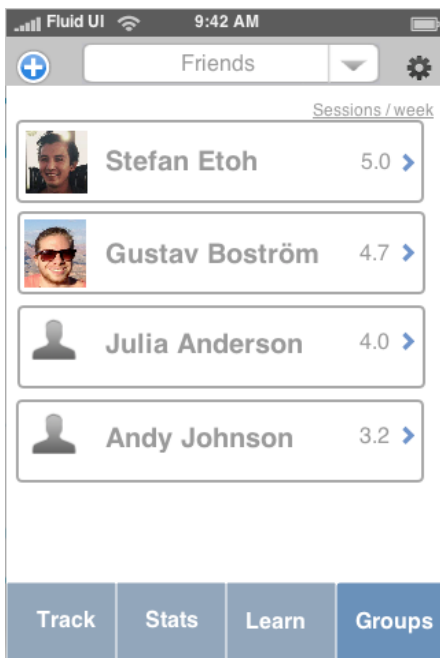 Fluid UI 9:42 AM
Friends
Sessions / week
Stefan Etoh 5.0
Gustav Boström 4.7
Julia Anderson 4.0
Andy Johnson 3.2
Track Stats Learn Groups